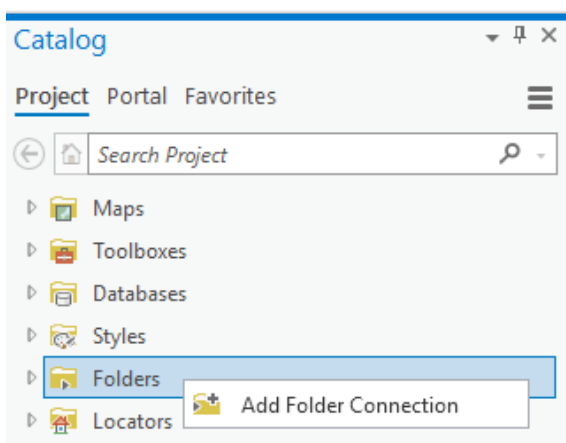 Catalog
Project Portal Favorites
Search Project
Maps
Toolboxes
Databases
Styles
Folders
Add Folder Connection
Locators